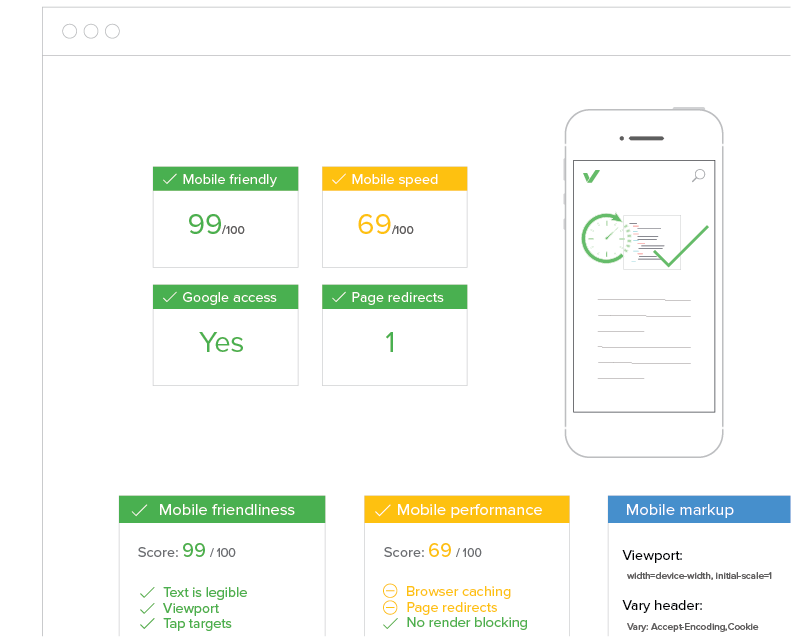 Mobile friendly
99/100
Mobile speed
69/100
Google access
Yes
Page redirects
1
Mobile friendliness
Score: 99 / 100
Text is legible
Viewport
Tap targets
Mobile performance
Score: 69 / 100
Browser caching
Page redirects
No render blocking
Mobile markup
Viewport:
width=device-width, initial-scale=1
Vary header:
Vary: Accept-Encoding,Cookie